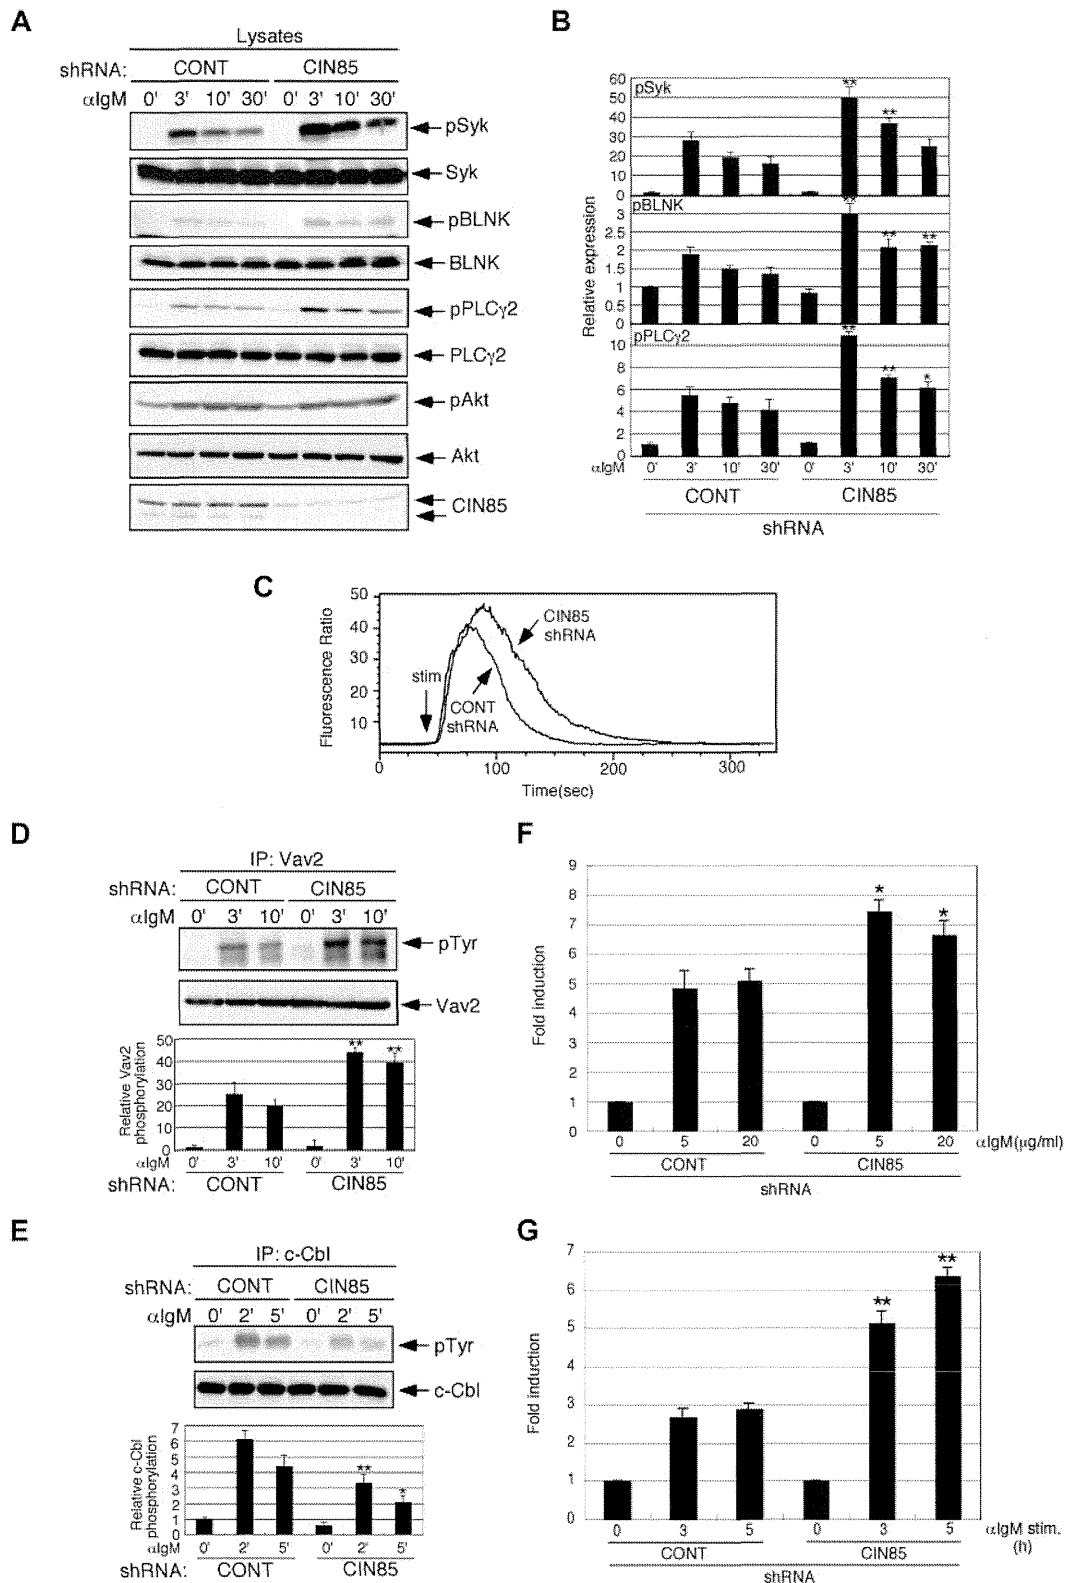 A
Lysates
shRNA: CONT CIN85
αIgM 0' 3' 10' 30' 0' 3' 10' 30'
pSyk
Syk
pBLNK
BLNK
pPLCγ2
PLCγ2
pAkt
Akt
CIN85
B
Relative expression
pSyk
60
50
40
30
20
10
0
** **
pBLNK
3
2.5
2
1.5
1
0.5
0
** ** **
pPLCγ2
10
8
6
4
2
0
** ** *
αIgM 0' 3' 10' 30' 0' 3' 10' 30'
CONT CIN85
shRNA
C
Fluorescence Ratio
50
40
30
20
10
stim
CIN85
shRNA
CONT
shRNA
0 100 200 300
Time(sec)
D
IP: Vav2
shRNA: CONT CIN85
αIgM 0' 3' 10' 0' 3' 10'
pTyr
Vav2
Relative Vav2
phosphorylation
50
40
30
20
10
0
** **
αIgM 0' 3' 10' 0' 3' 10'
shRNA: CONT CIN85
E
IP: c-Cbl
shRNA: CONT CIN85
αIgM 0' 2' 5' 0' 2' 5'
pTyr
c-Cbl
Relative c-Cbl
phosphorylation
7
6
5
4
3
2
1
0
** *
αIgM 0' 2' 5' 0' 2' 5'
shRNA: CONT CIN85
F
Fold induction
9
8
7
6
5
4
3
2
1
0
* *
0 5 20 0 5 20 αIgM(μg/ml)
CONT CIN85
shRNA
G
Fold induction
7
6
5
4
3
2
1
0
** **
0 3 5 0 3 5 αIgM stim.
(h)
CONT CIN85
shRNA